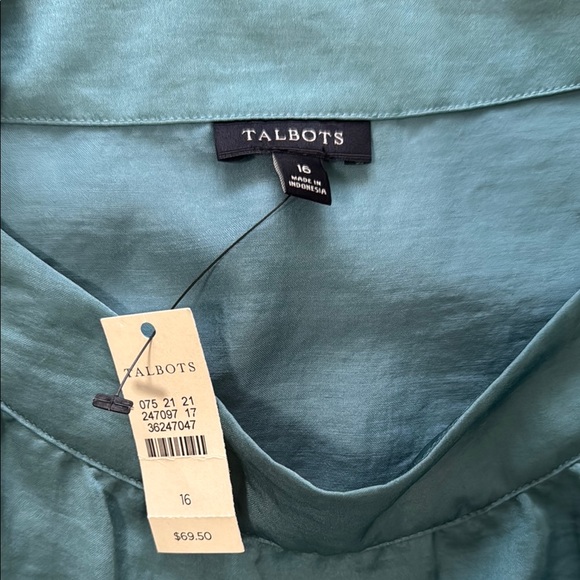 TALBOTS
16
MADE IN
INDONESIA
TALBOTS
075 21 21
247097 17
36247047
16
$69.50